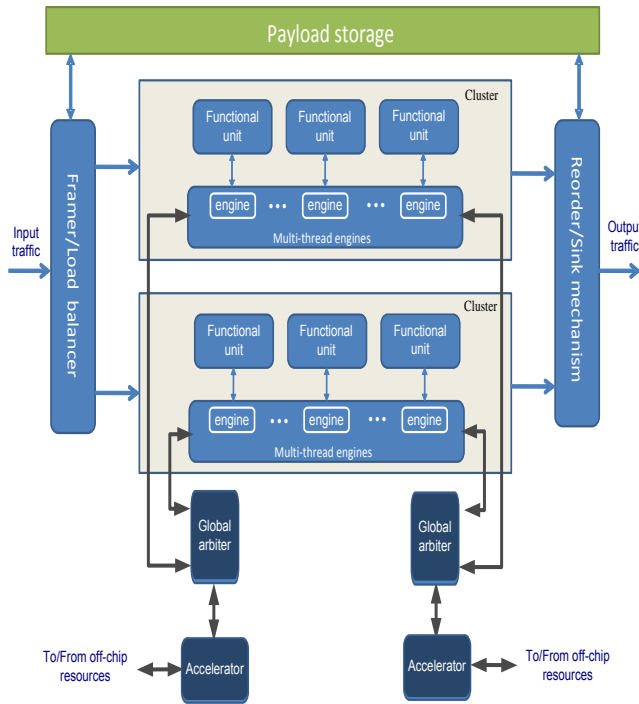 Payload storage
Cluster
Functional
unit
Functional
unit
Functional
unit
engine ••• engine ••• engine
Multi-thread engines
Framer/Load balancer
Reorder/Sink mechanism
Input
traffic
Output
traffic
Cluster
Functional
unit
Functional
unit
Functional
unit
engine ••• engine ••• engine
Multi-thread engines
Global
arbiter
Global
arbiter
To/From off-chip
resources
Accelerator
Accelerator
To/From off-chip
resources